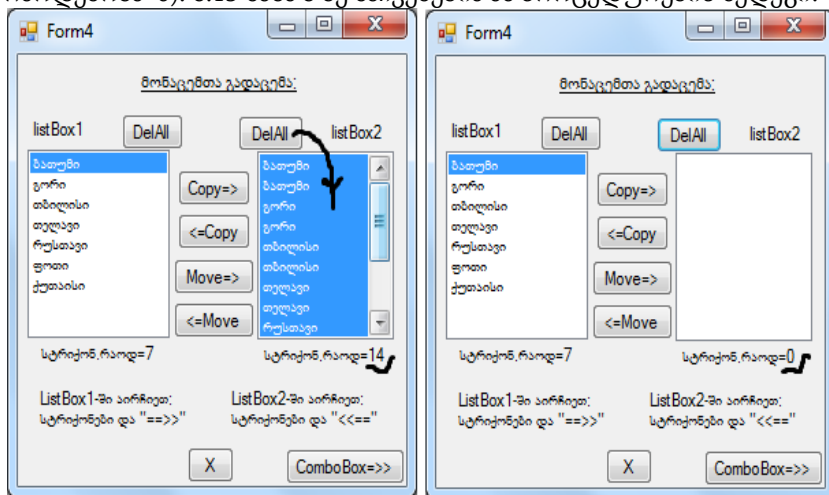 Form4
მონაცემთა გადაცემა:
listBox1 DelAll DelAll listBox2
ბათუმი
გორი
თბილისი
თელავი
რუსთავი
ფოთი
ქუთაისი
Copy=>
<=Copy
Move=>
<=Move
ბათუმი
ბათუმი
გორი
გორი
თბილისი
თბილისი
თელავი
თელავი
რუსთავი
სტრიქონ.რაოდ=7 სტრიქონ.რაოდ=14
ListBox1-ში აირჩიეთ: ListBox2-ში აირჩიეთ:
სტრიქონები და "==>>" სტრიქონები და "<<=="
X ComboBox=>>
Form4
მონაცემთა გადაცემა:
listBox1 DelAll DelAll listBox2
ბათუმი
გორი
თბილისი
თელავი
რუსთავი
ფოთი
ქუთაისი
Copy=>
<=Copy
Move=>
<=Move
სტრიქონ.რაოდ=7 სტრიქონ.რაოდ=0
ListBox1-ში აირჩიეთ: ListBox2-ში აირჩიეთ:
სტრიქონები და "==>>" სტრიქონები და "<<=="
X ComboBox=>>